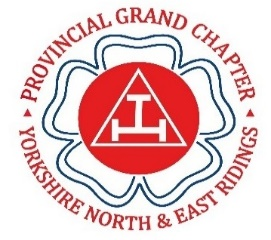 PROVINCIAL GRAND CHAPTER
YORKSHIRE NORTH & EAST RIDINGS